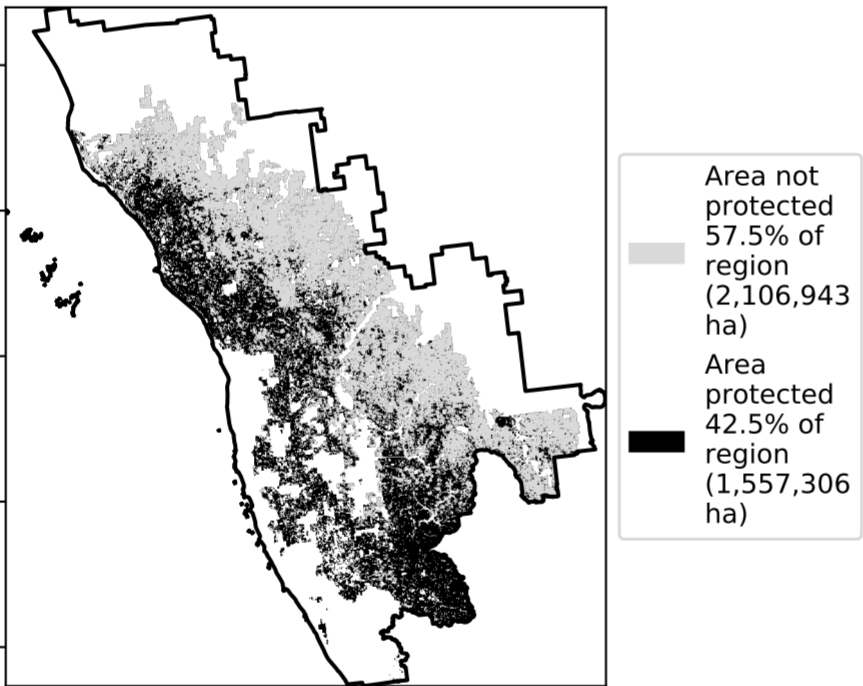 Area not
protected
57.5% of
region
(2,106,943
ha)
Area
protected
42.5% of
region
(1,557,306
ha)